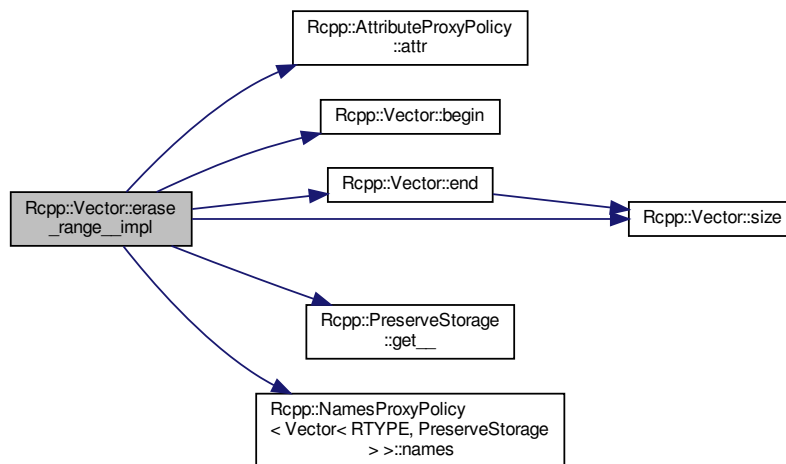 Rcpp::AttributeProxyPolicy
::attr
Rcpp::Vector::begin
Rcpp::Vector::end
Rcpp::Vector::erase
_range__impl
Rcpp::Vector::size
Rcpp::PreserveStorage
::get__
Rcpp::NamesProxyPolicy
< Vector< RTYPE, PreserveStorage
> >::names